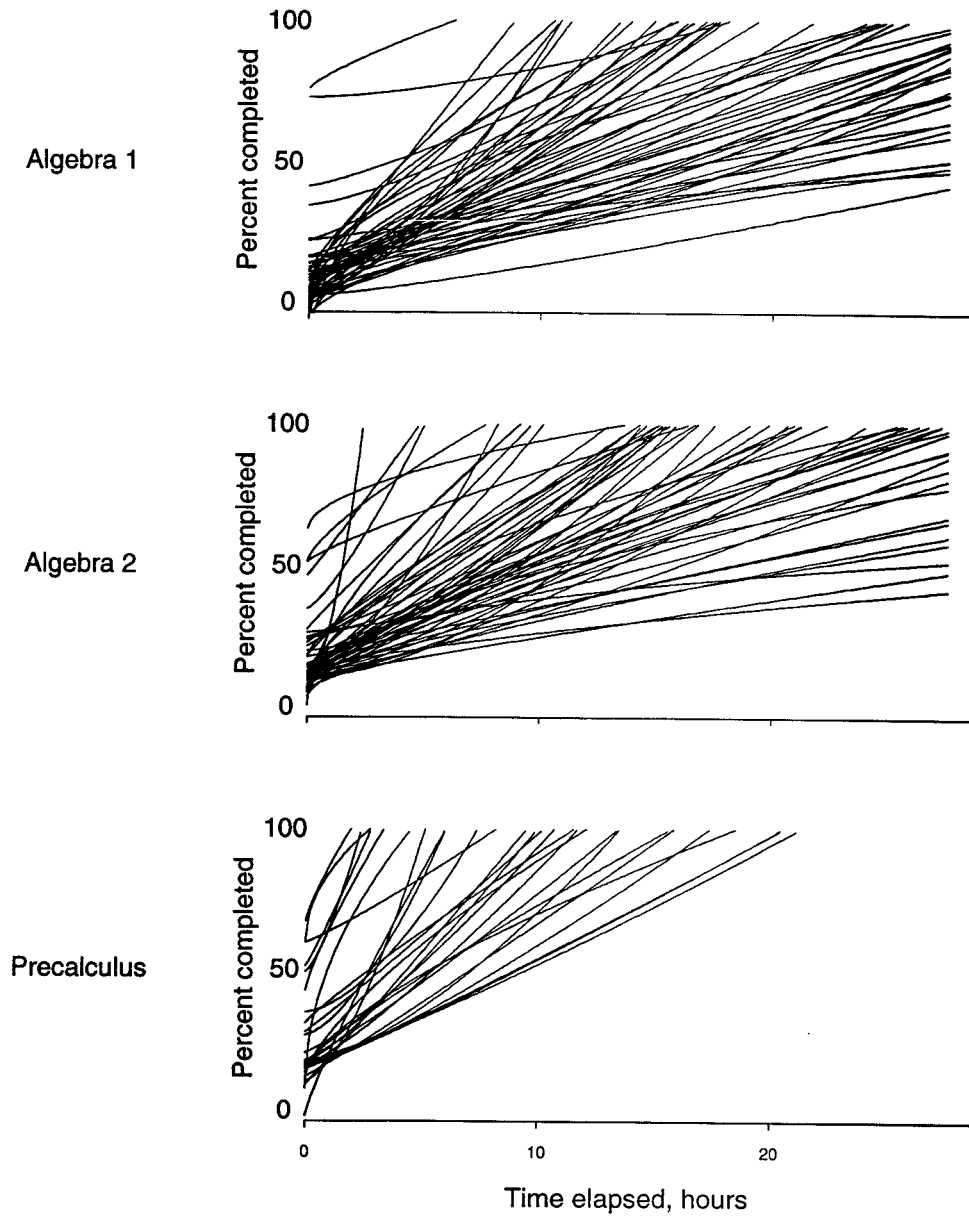 100
Algebra 1
50
Percent completed
0
100
Algebra 2
50
Percent completed
0
100
Precalculus
50
Percent completed
0
0 10 20
Time elapsed, hours